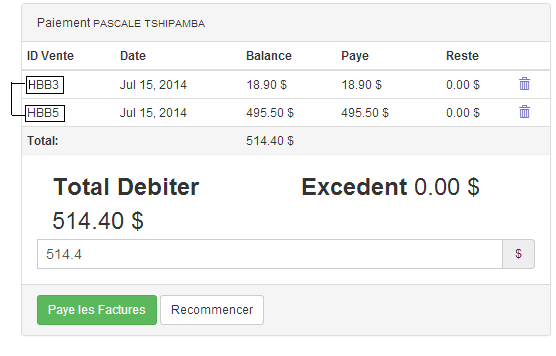 Paiement PASCALE TSHIPAMBA
ID Vente Date Balance Paye Reste
HBB3 Jul 15, 2014 18.90 $ 18.90 $ 0.00 $
HBB5 Jul 15, 2014 495.50 $ 495.50 $ 0.00 $
Total: 514.40 $
Total Debiter Excedent 0.00 $
514.40 $
514.4 $
Paye les Factures Recommencer